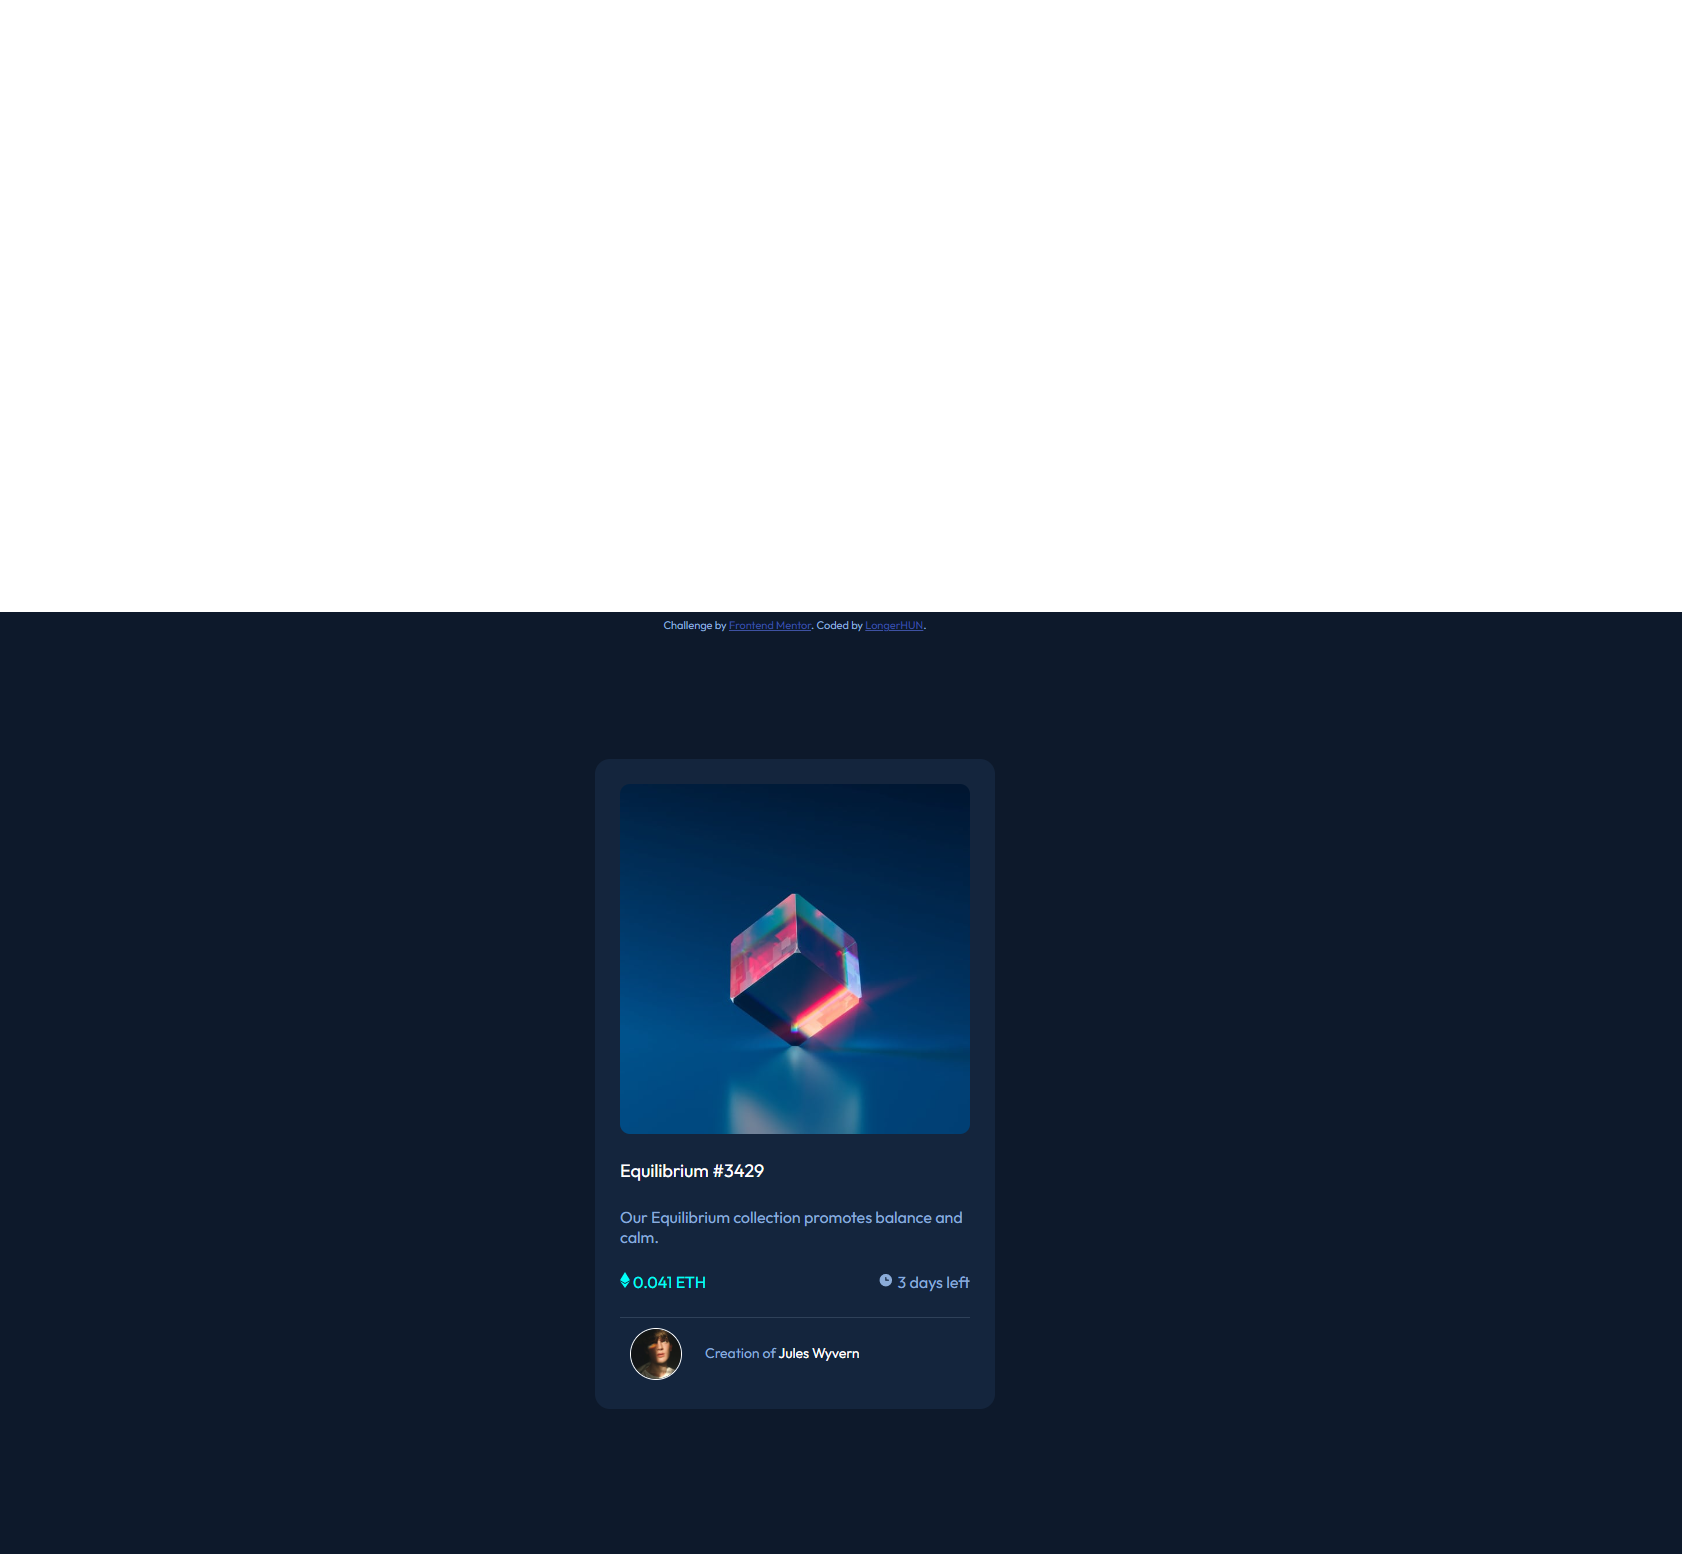 Challenge by Frontend Mentor. Coded by LongerHUN.
Equilibrium #3429
Our Equilibrium collection promotes balance and
calm.
0.041 ETH
3 days left
Creation of Jules Wyvern